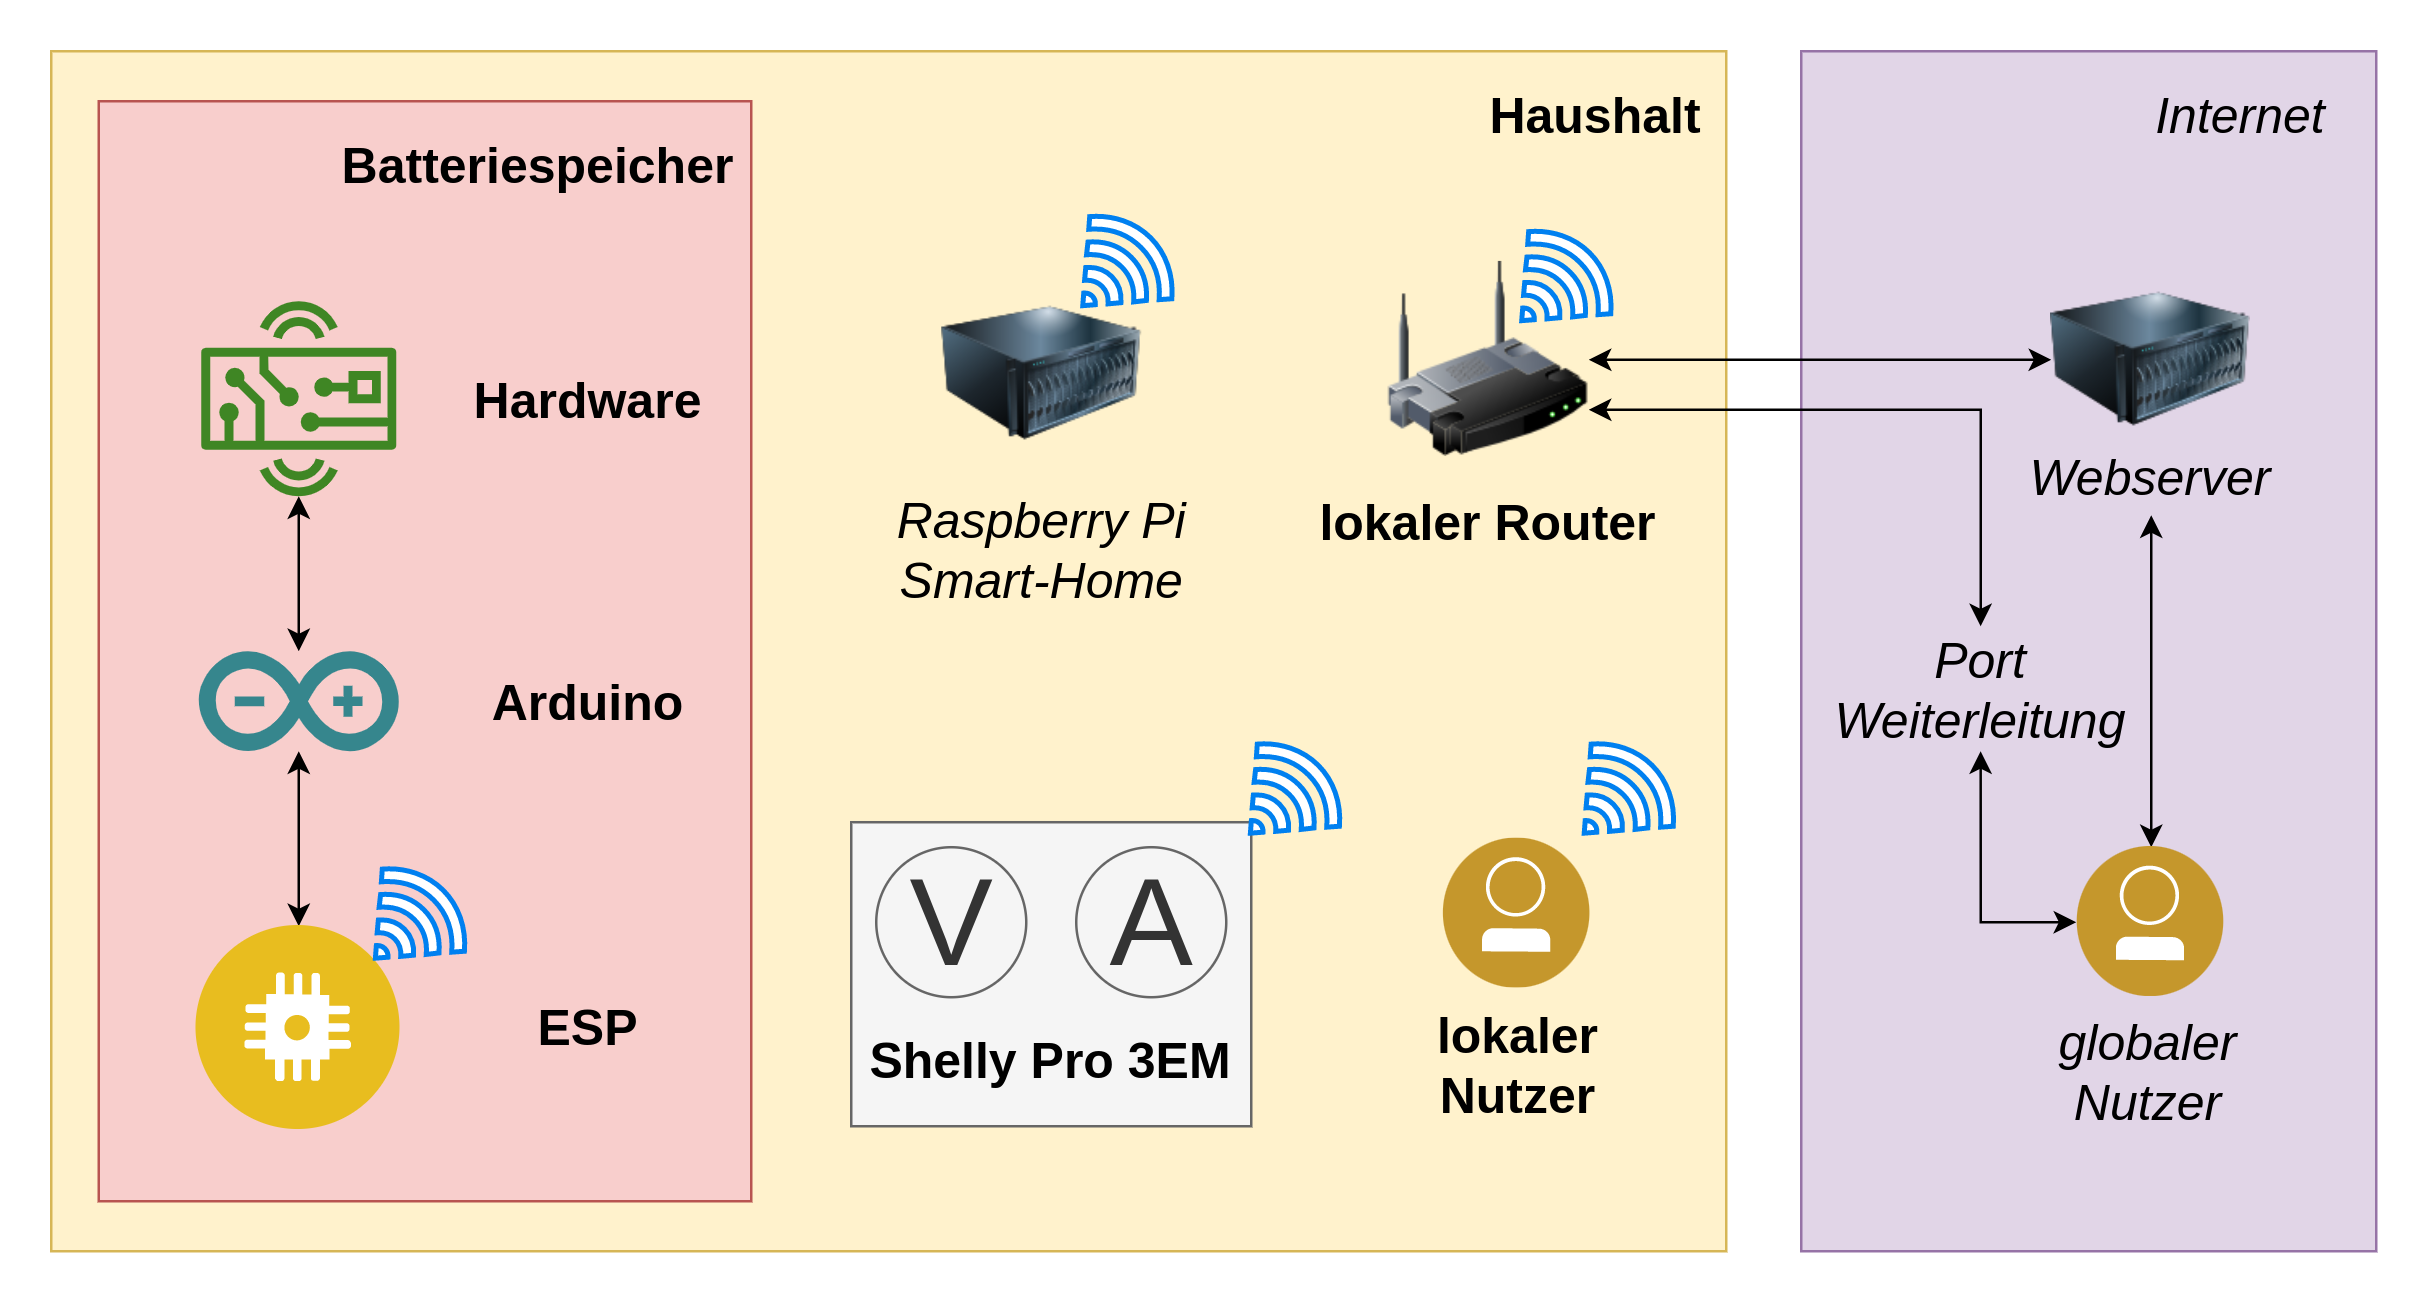 Haushalt
Internet
Batteriespeicher
Hardware
Raspberry Pi
Smart-Home
lokaler Router
Webserver
Arduino
Port
Weiterleitung
V
A
Shelly Pro 3EM
ESP
lokaler
Nutzer
globaler
Nutzer